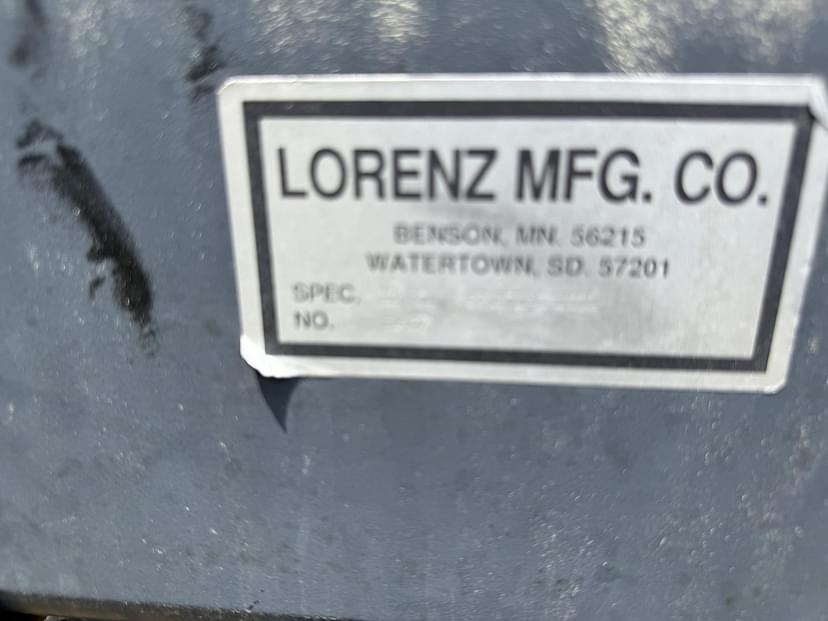 LORENZ MFG. CO.
BENSON, MN. 56215
WATERTOWN, SD. 57201
SPEC.
NO.